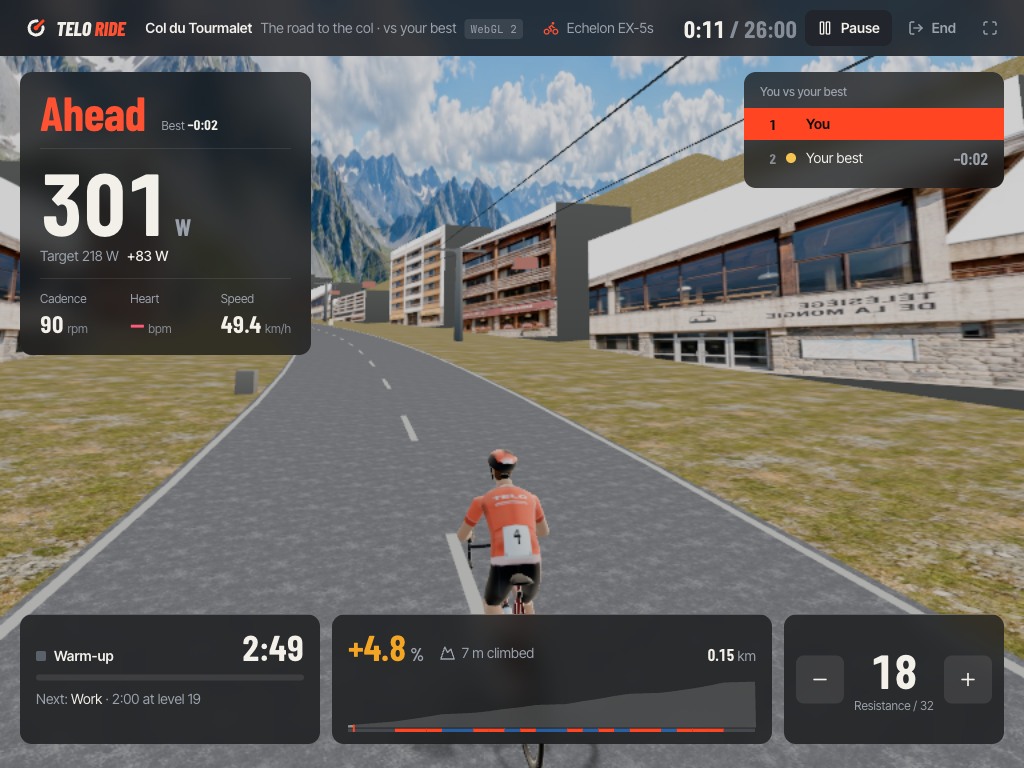 TELO RIDE Col du Tourmalet The road to the col · vs your best WebGL 2 Echelon EX-5s 0:11 / 26:00 Pause End
Ahead Best −0:02
301 W
Target 218 W +83 W
Cadence Heart Speed
90 rpm – bpm 49.4 km/h
You vs your best
1 You
2 Your best −0:02
TÉLÉSIÈGE
DE LA MONGIE
TELO
4
Warm-up 2:49
Next: Work · 2:00 at level 19
+4.8 % 7 m climbed 0.15 km
− 18 +
Resistance / 32